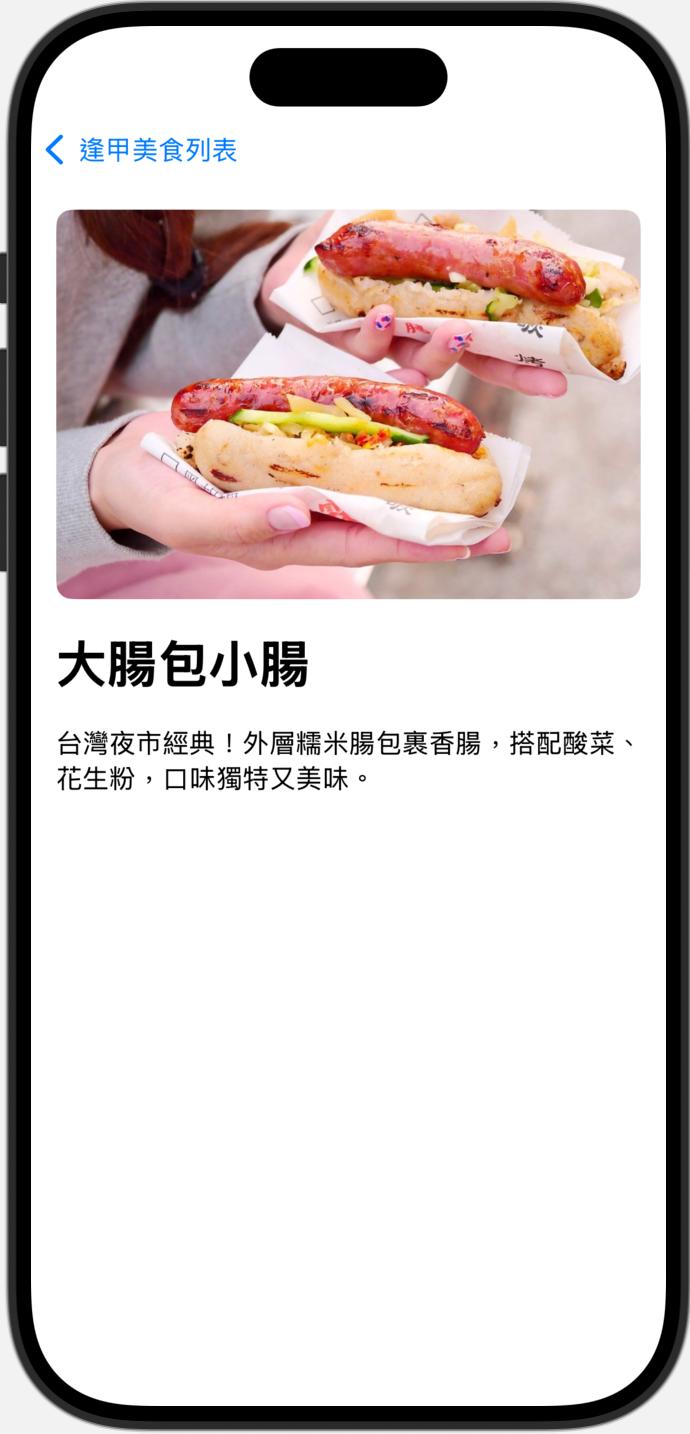 逢甲美食列表
大腸包小腸
台灣夜市經典！外層糯米腸包裹香腸，搭配酸菜、
花生粉，口味獨特又美味。